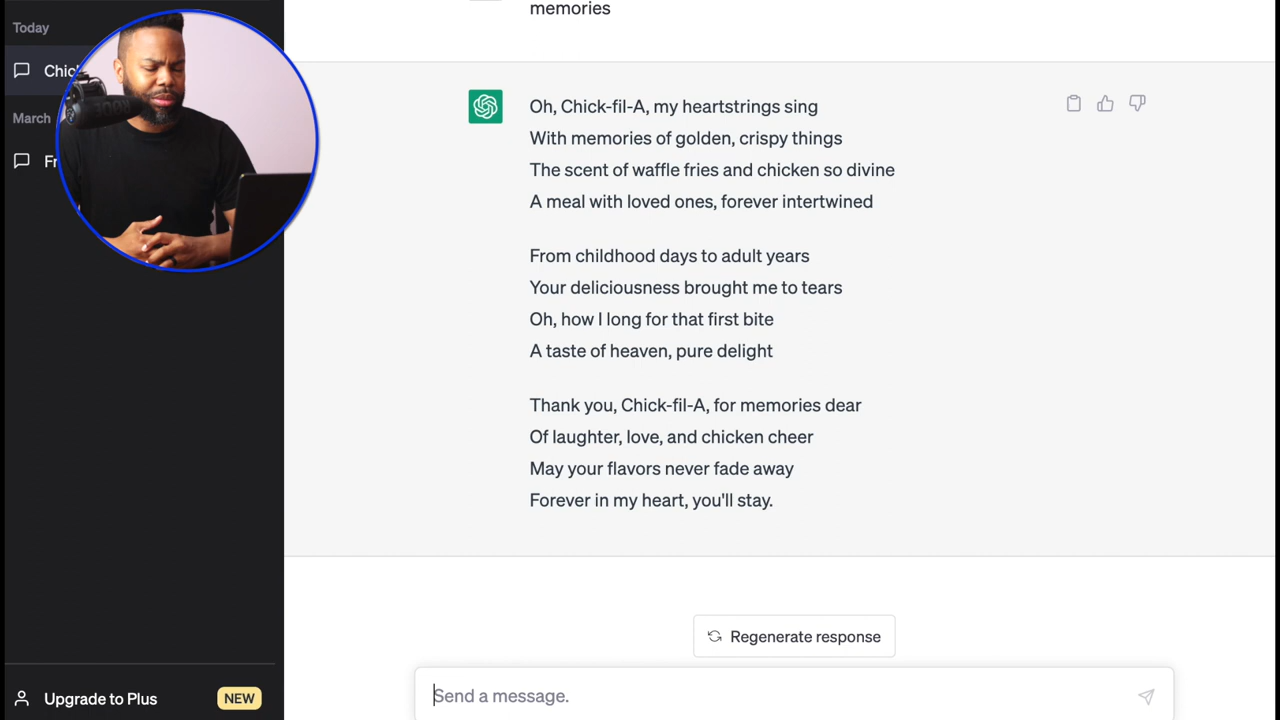 Today
Chic
March
Fr
Upgrade to Plus NEW
memories
Oh, Chick-fil-A, my heartstrings sing
With memories of golden, crispy things
The scent of waffle fries and chicken so divine
A meal with loved ones, forever intertwined
From childhood days to adult years
Your deliciousness brought me to tears
Oh, how I long for that first bite
A taste of heaven, pure delight
Thank you, Chick-fil-A, for memories dear
Of laughter, love, and chicken cheer
May your flavors never fade away
Forever in my heart, you'll stay.
Regenerate response
Send a message.